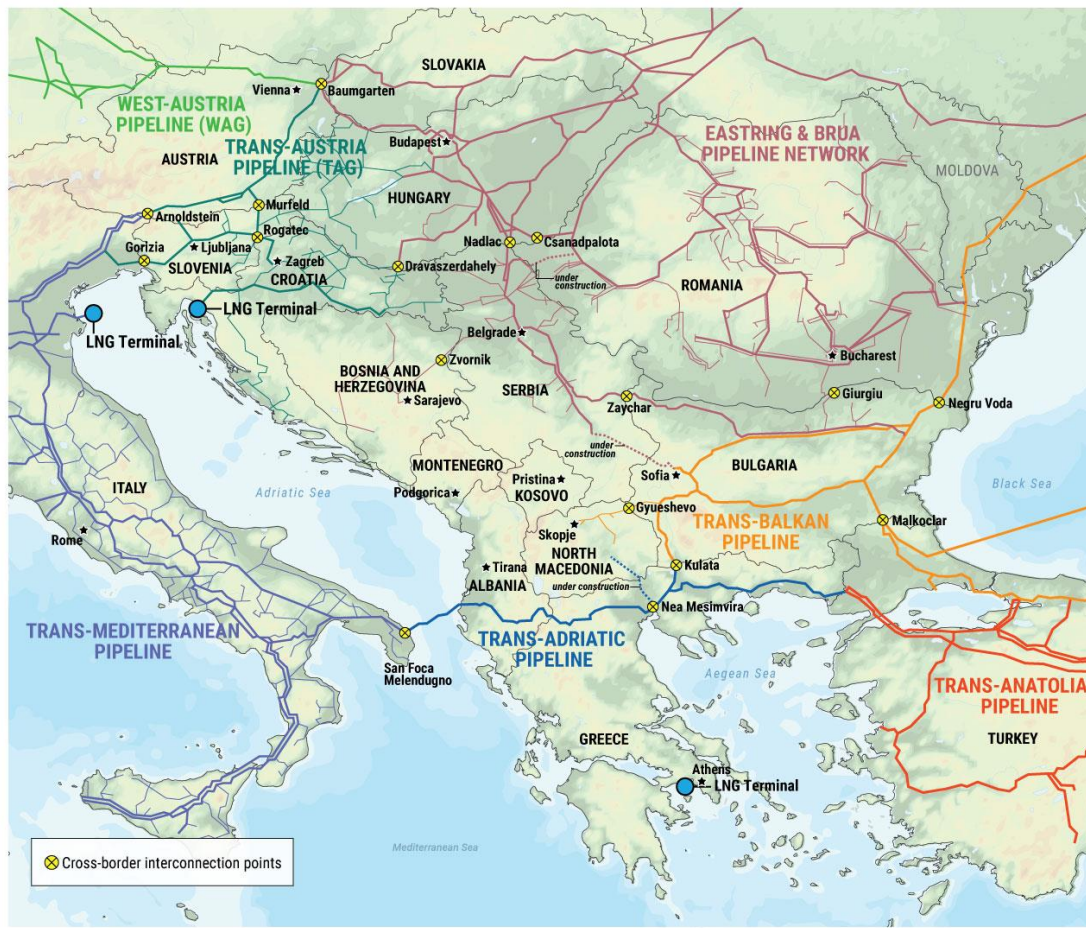 SLOVAKIA
Vienna
Baumgarten
WEST-AUSTRIA
PIPELINE (WAG)
TRANS-AUSTRIA
PIPELINE (TAG)
Budapest
EASTRING & BRUA
PIPELINE NETWORK
AUSTRIA
MOLDOVA
HUNGARY
Murfeld
Arnoldstein
Rogatec
Gorizia
Ljubljana
Nadlac
Csanadpalota
SLOVENIA
Zagreb
Dravaszerdahely
CROATIA
under
construction
ROMANIA
LNG Terminal
LNG Terminal
Belgrade
Bucharest
Zvornik
BOSNIA AND
HERZEGOVINA
Sarajevo
SERBIA
Zaychar
Giurgiu
Negru Voda
under
construction
MONTENEGRO
BULGARIA
Pristina
KOSOVO
Sofia
Podgorica
ITALY
Adriatic Sea
Black Sea
Gyueshevo
TRANS-BALKAN
PIPELINE
Malkoclar
Rome
Skopje
NORTH
MACEDONIA
Tirana
ALBANIA
Kulata
under construction
Nea Mesimvira
TRANS-MEDITERRANEAN
PIPELINE
TRANS-ADRIATIC
PIPELINE
San Foca
Melendugno
Aegean Sea
TRANS-ANATOLIA
PIPELINE
TURKEY
GREECE
Athens
LNG Terminal
Mediterranean Sea
Cross-border interconnection points